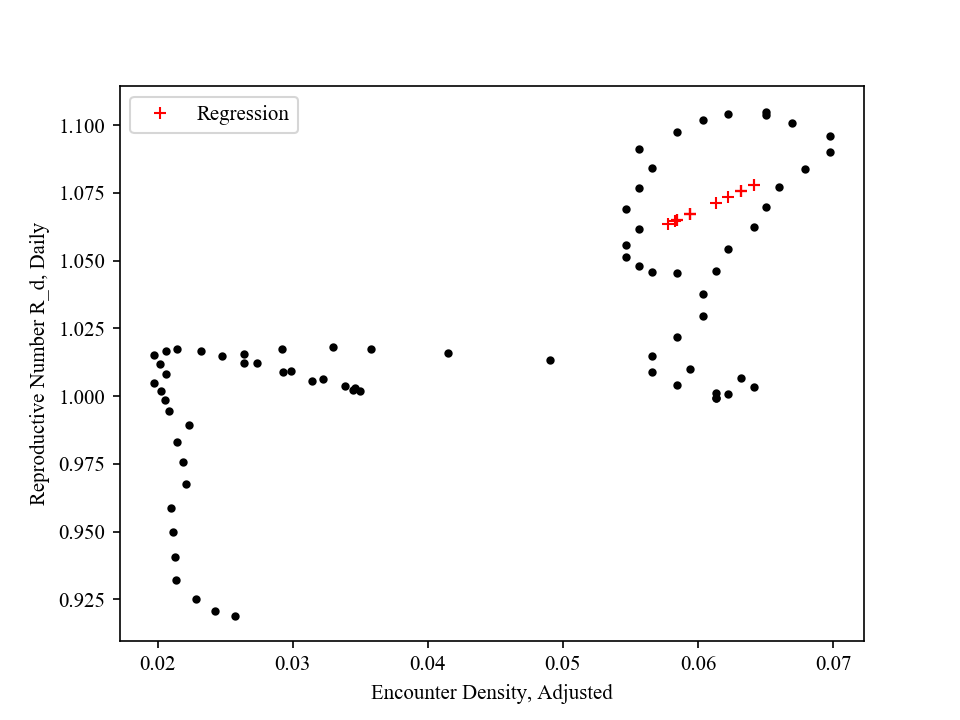 Regression
1.100
1.075
1.050
1.025
1.000
0.975
0.950
0.925
Reproductive Number R_d, Daily
0.02 0.03 0.04 0.05 0.06 0.07
Encounter Density, Adjusted